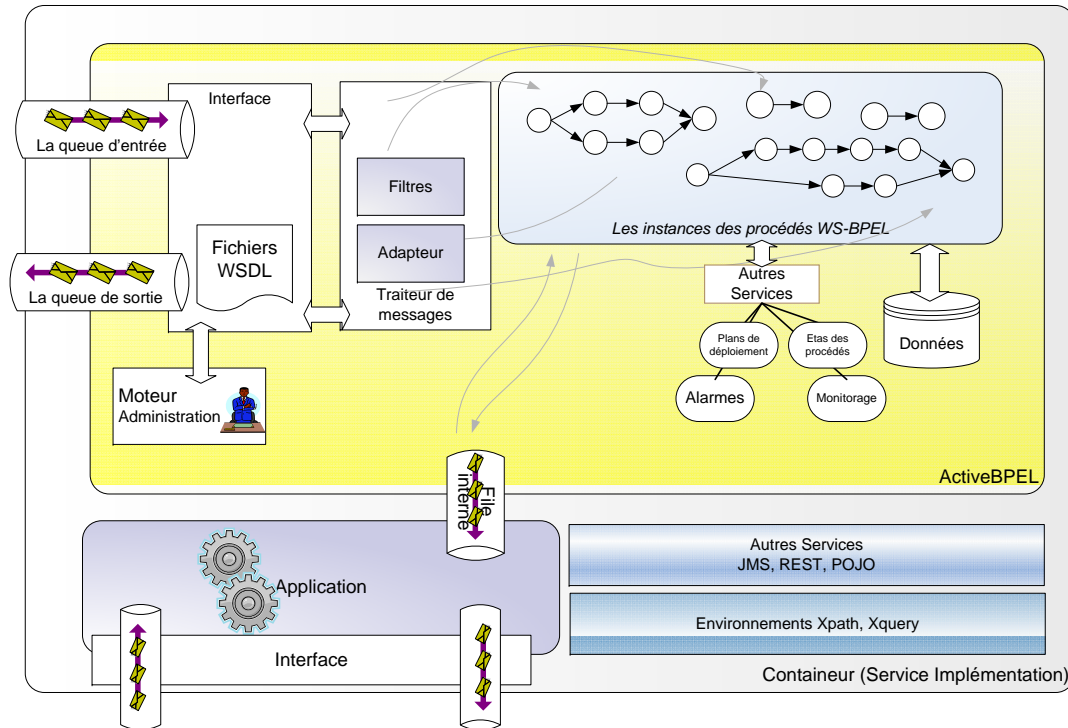 Interface
La queue d'entrée
Filtres
Adapteur
Traiteur de
messages
Fichiers
WSDL
La queue de sortie
Moteur
Administration
Les instances des procédés WS-BPEL
Autres
Services
Plans de
déploiement
Etas des
procédés
Alarmes
Monitorage
Données
ActiveBPEL
File
interne
Application
Interface
Autres Services
JMS, REST, POJO
Environnements Xpath, Xquery
Containeur (Service Implémentation)